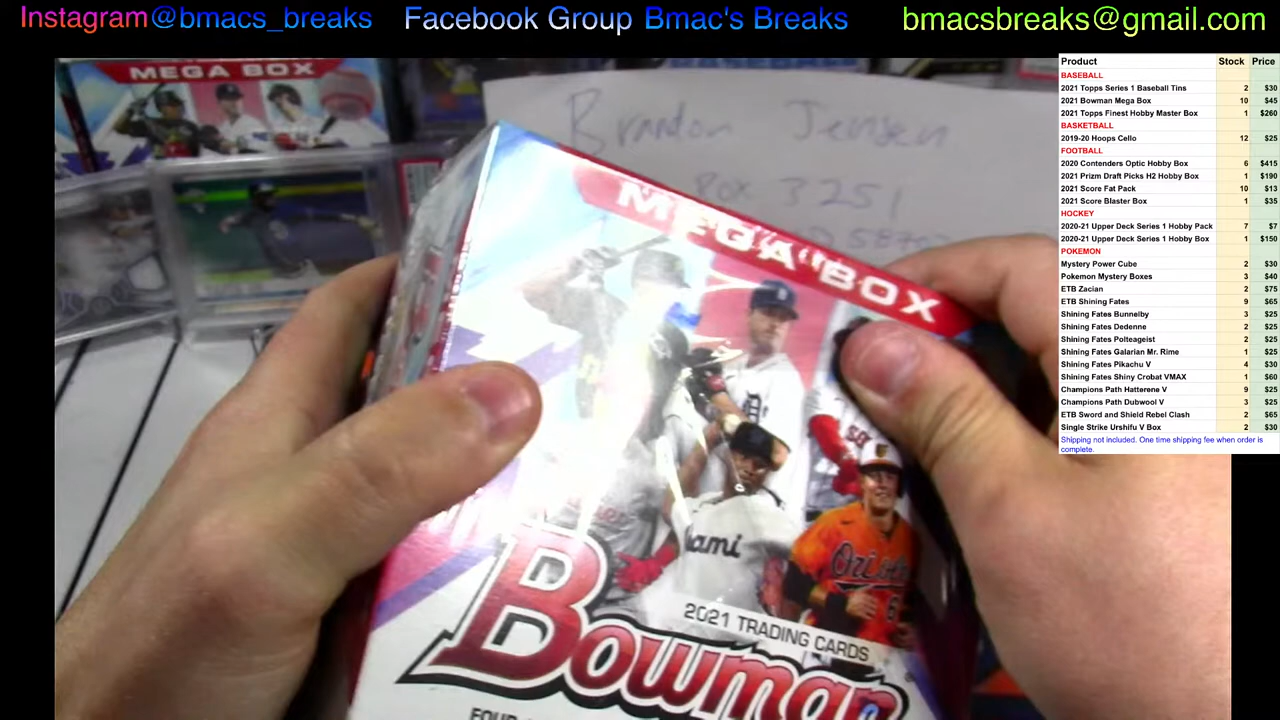 Instagram@bmacs_breaks Facebook Group Bmac's Breaks bmacsbreaks@gmail.com
MEGA BOX
Product Stock Price
BASEBALL
2021 Topps Series 1 Baseball Tins 2 $30
2021 Bowman Mega Box 10 $45
2021 Topps Finest Hobby Master Box 1 $260
BASKETBALL
2019-20 Hoops Cello 12 $25
FOOTBALL
2020 Contenders Optic Hobby Box 6 $415
2021 Prizm Draft Picks H2 Hobby Box 1 $190
2021 Score Fat Pack 10 $13
2021 Score Blaster Box 1 $35
HOCKEY
2020-21 Upper Deck Series 1 Hobby Pack 7 $7
2020-21 Upper Deck Series 1 Hobby Box 1 $150
POKEMON
Mystery Power Cube 2 $30
Pokemon Mystery Boxes 3 $40
ETB Zacian 2 $75
ETB Shining Fates 9 $65
Shining Fates Bunnelby 3 $25
Shining Fates Dedenne 2 $25
Shining Fates Polteageist 2 $25
Shining Fates Galarian Mr. Rime 1 $25
Shining Fates Pikachu V 4 $30
Shining Fates Shiny Crobat VMAX 1 $60
Champions Path Hatterene V 9 $25
Champions Path Dubwool V 3 $25
ETB Sword and Shield Rebel Clash 2 $65
Single Strike Urshifu V Box 2 $30
Shipping not included. One time shipping fee when order is
complete.
Brandon Jensen
Box 3251
MEGA BOX
2021 TRADING CARDS
Bowman